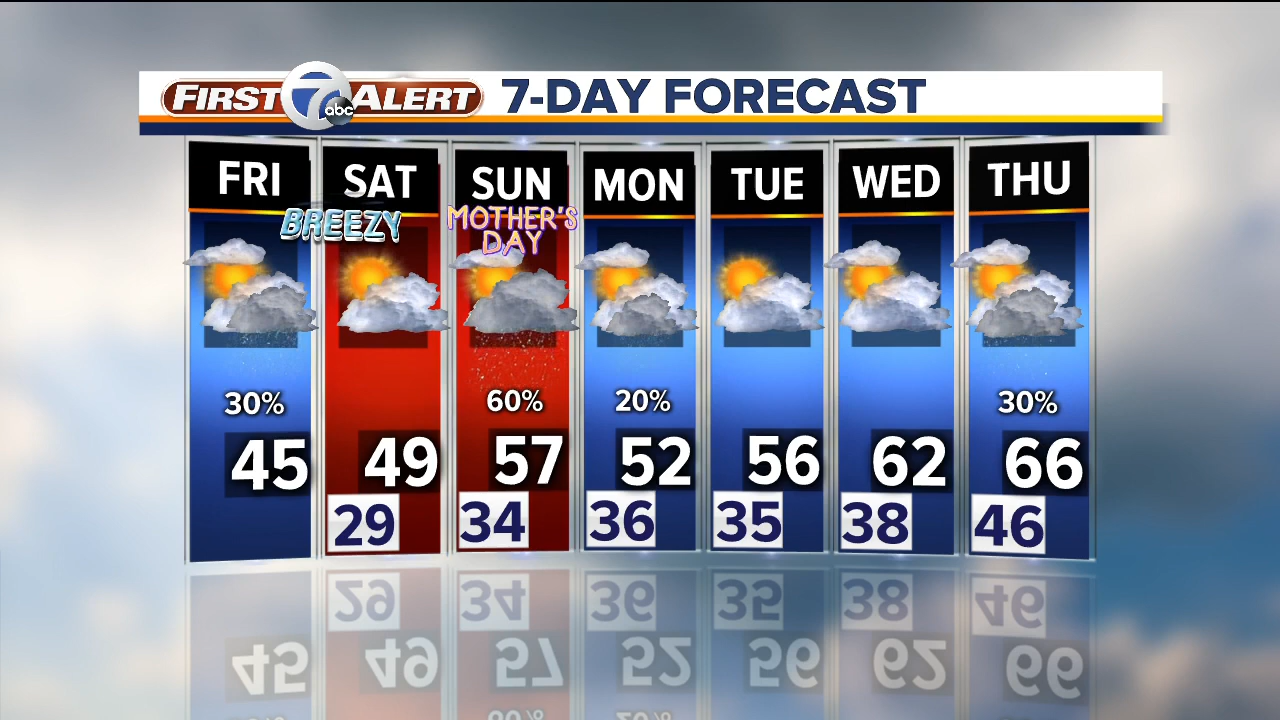 FIRST 7 abc ALERT 7-DAY FORECAST
FRI SAT SUN MON TUE WED THU
BREEZY MOTHER'S
DAY
30% 60% 20% 30%
45 49 57 52 56 62 66
29 34 36 35 38 46